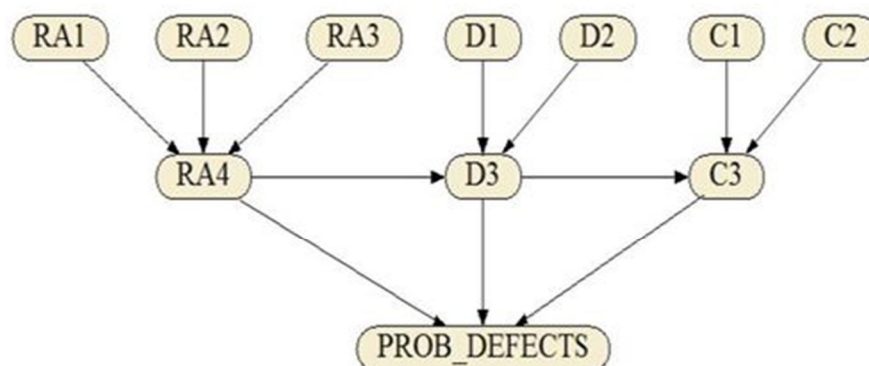 RA1 RA2 RA3 D1 D2 C1 C2
RA4 D3 C3
PROB_DEFECTS